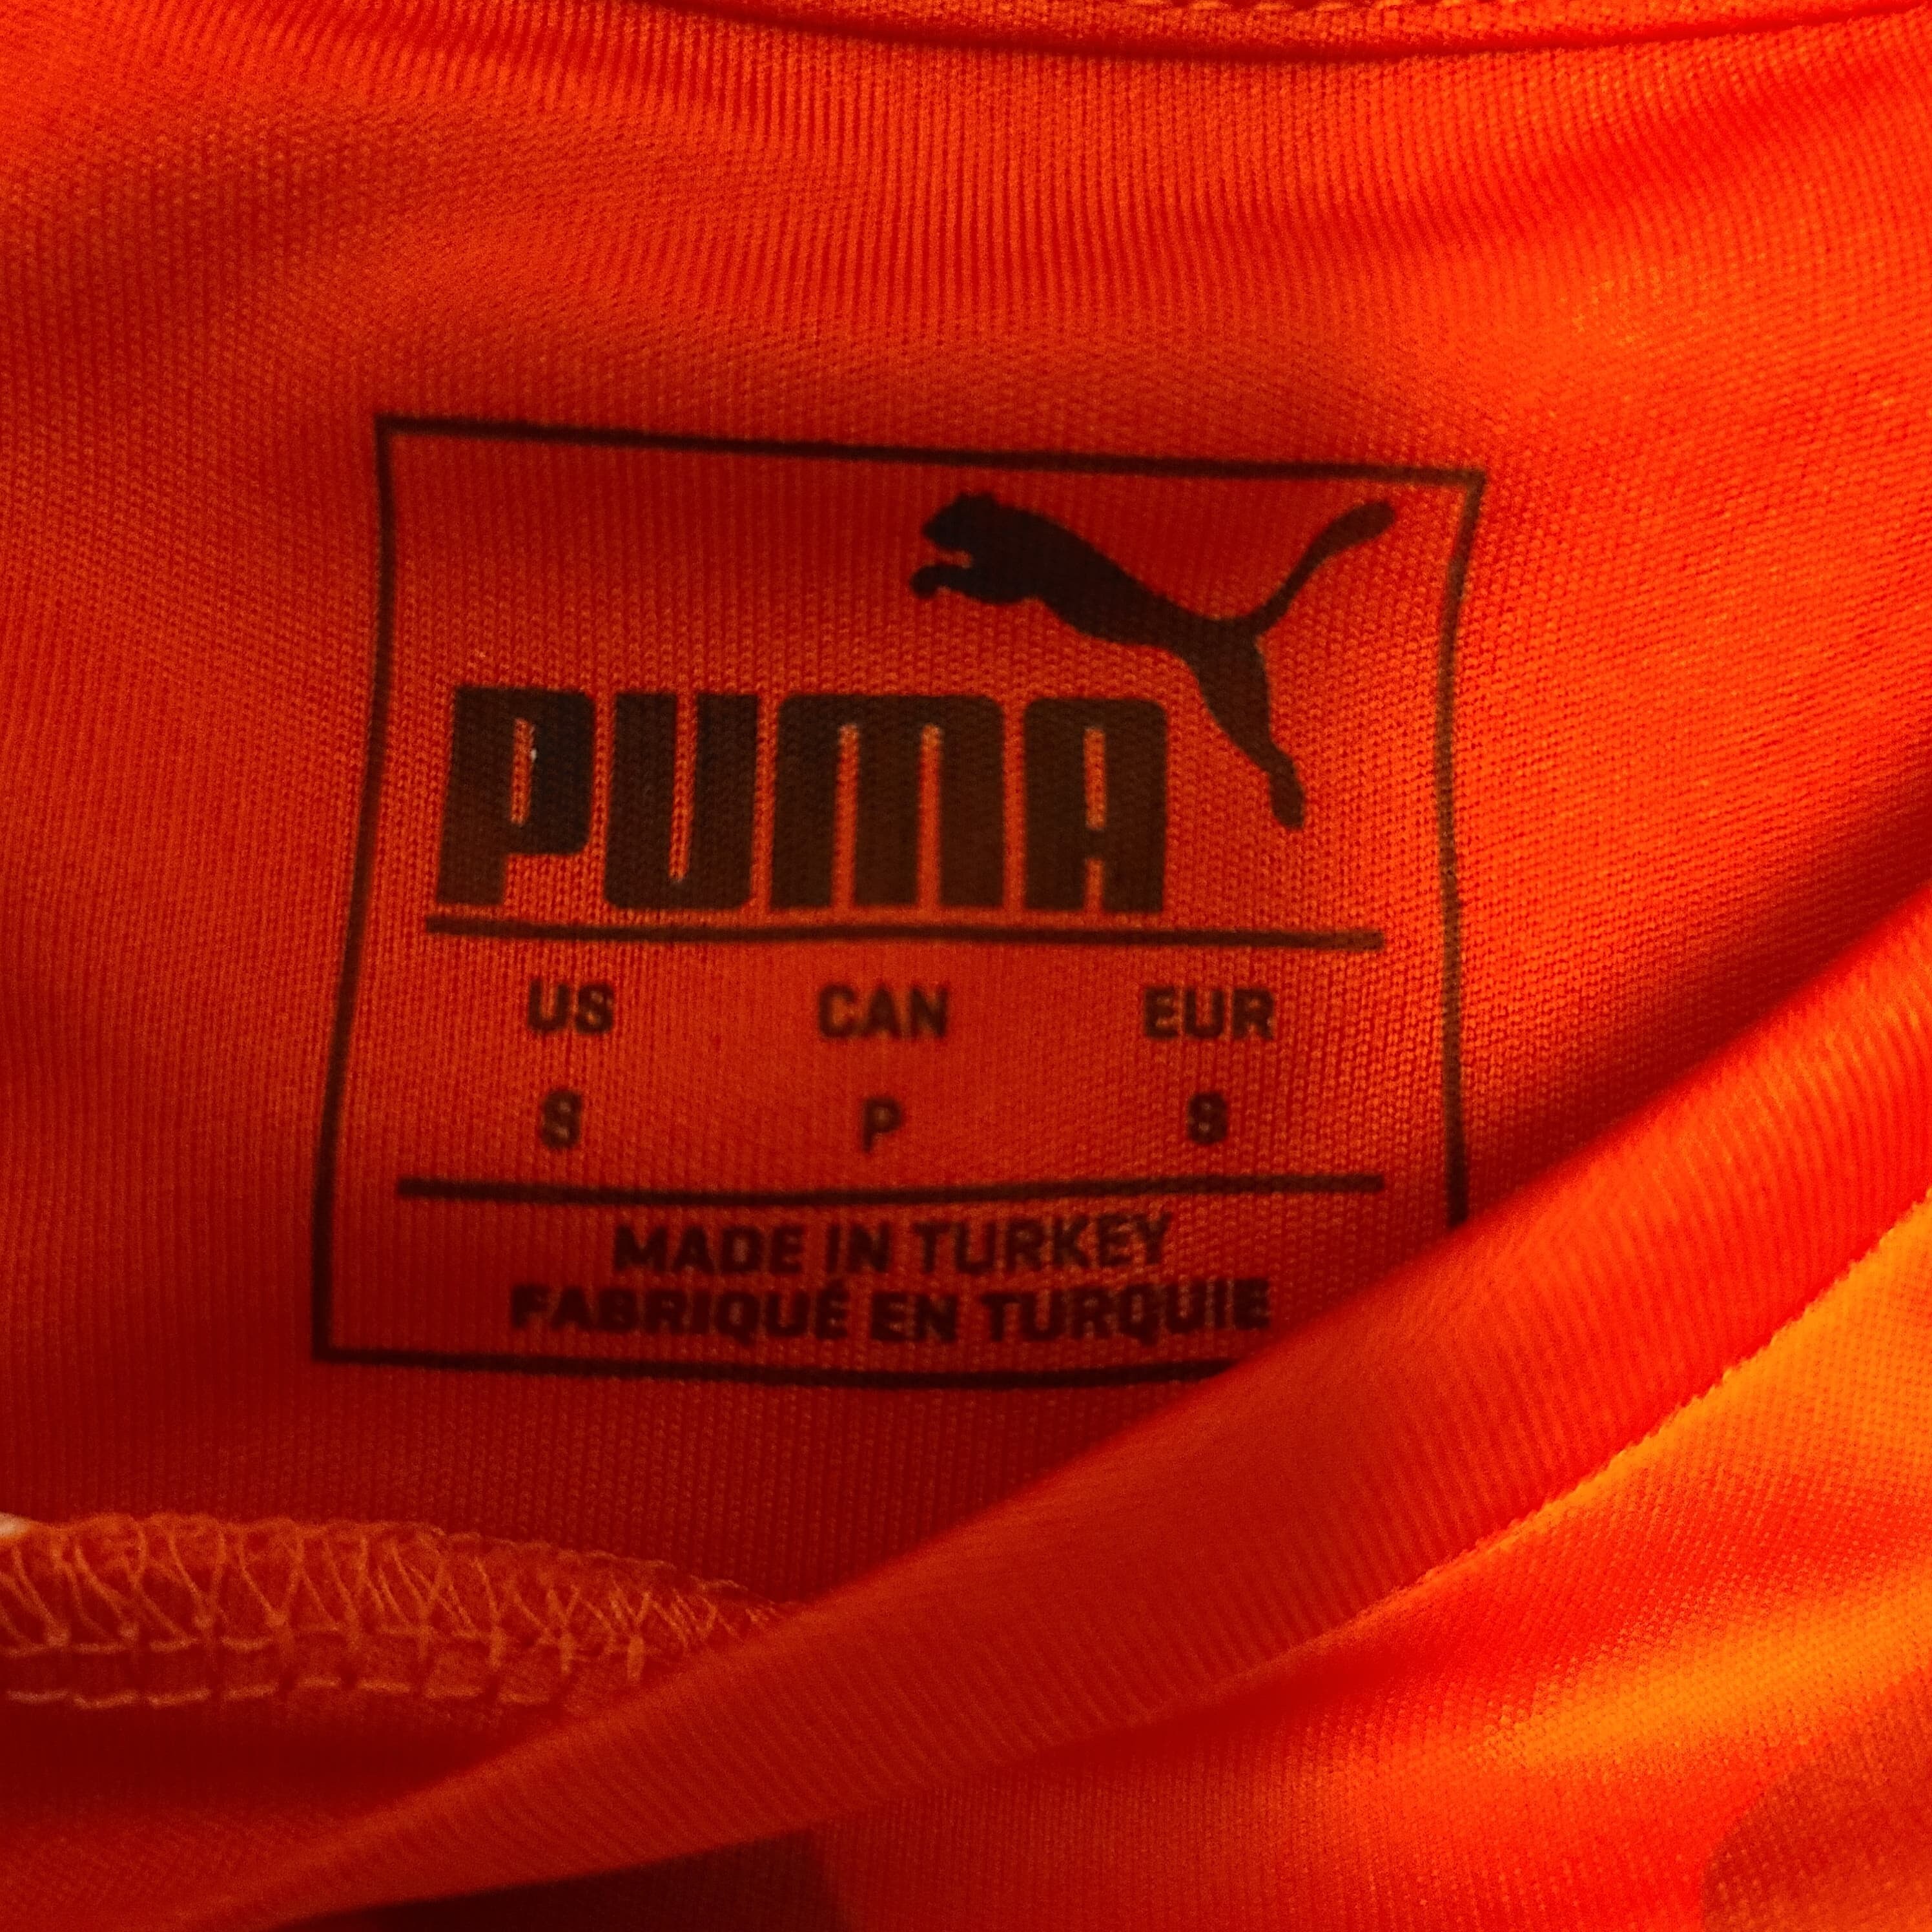 PUMA
US CAN EUR
S P S
MADE IN TURKEY
FABRIQUÉ EN TURQUIE